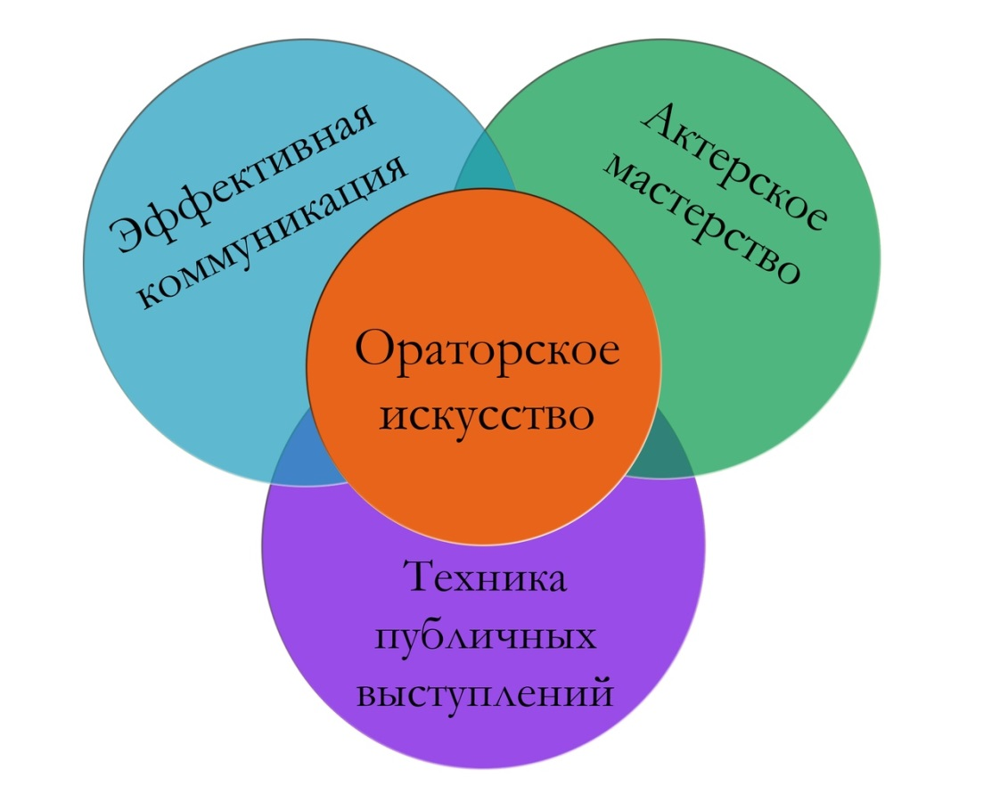 Эффективная
коммуникация
Актерское
мастерство
Ораторское
искусство
Техника
публичных
выступлений